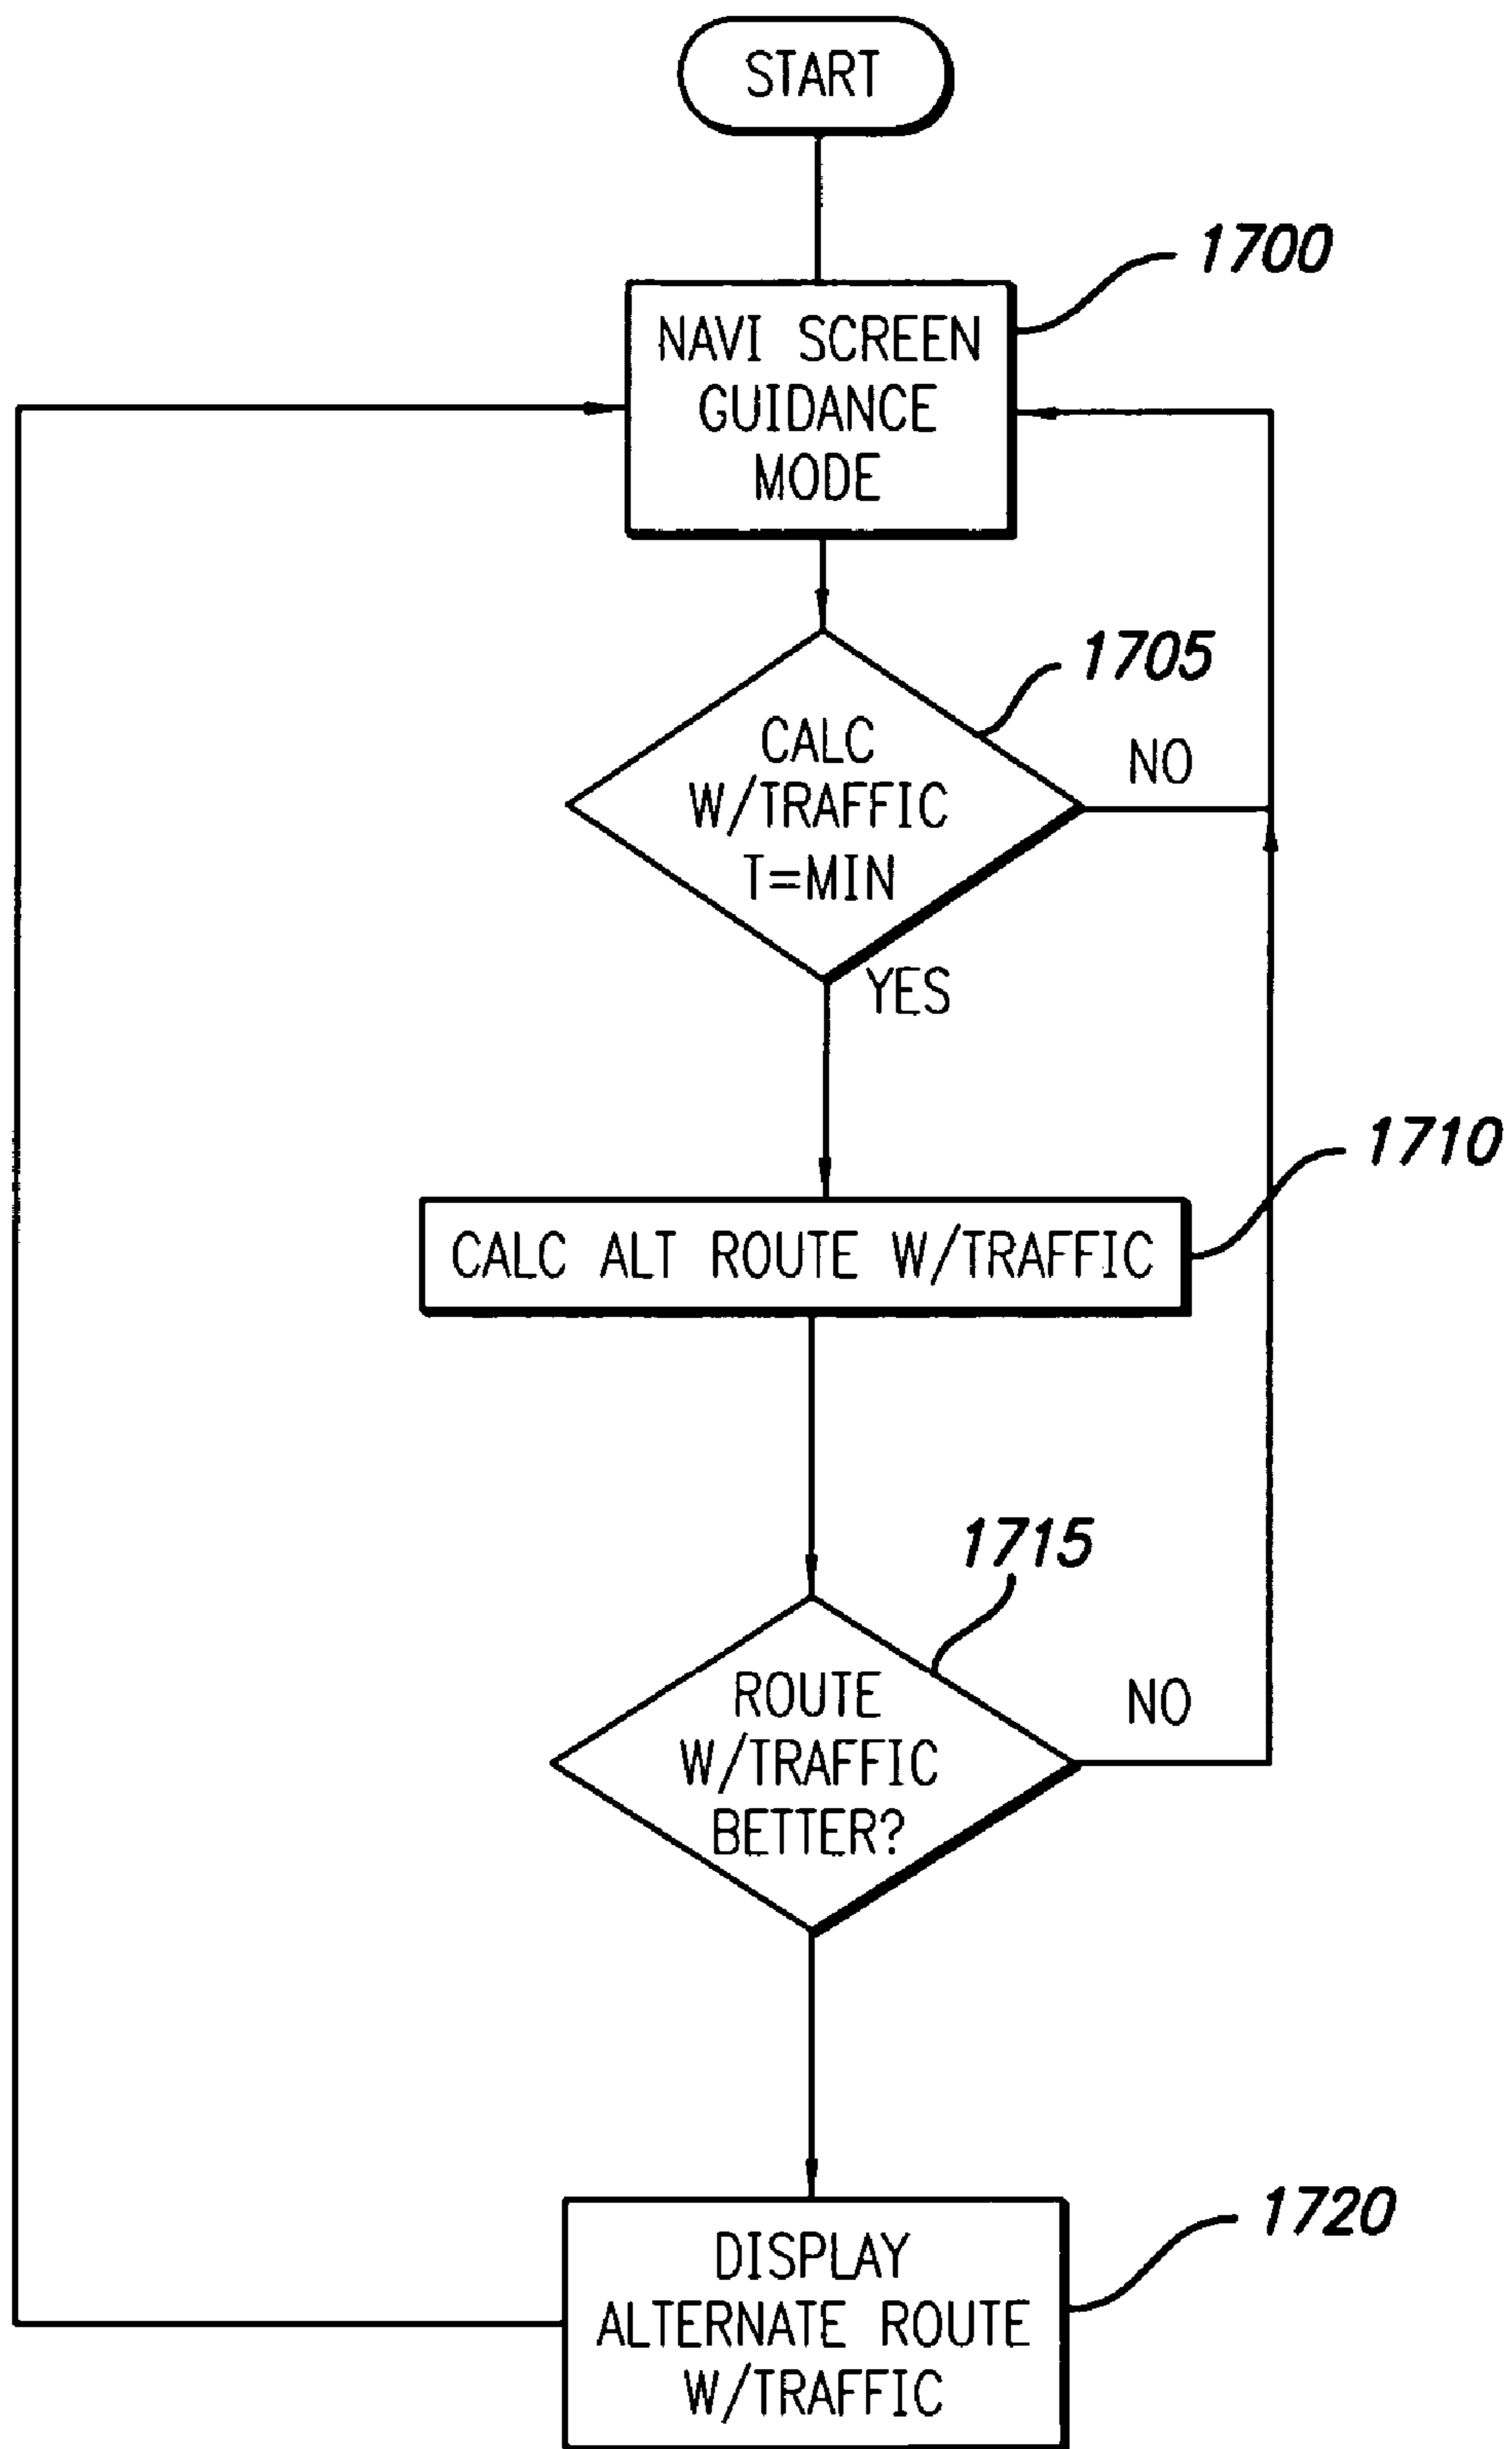 START
1700
NAVI SCREEN
GUIDANCE
MODE
1705
CALC
W/TRAFFIC
T=MIN
NO
YES
1710
CALC ALT ROUTE W/TRAFFIC
1715
ROUTE
W/TRAFFIC
BETTER?
NO
1720
DISPLAY
ALTERNATE ROUTE
W/TRAFFIC